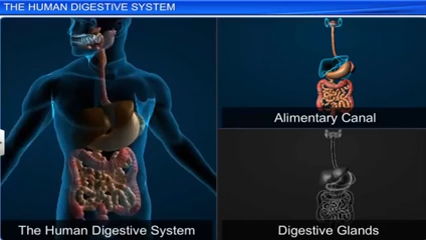 THE HUMAN DIGESTIVE SYSTEM
Alimentary Canal
The Human Digestive System
Digestive Glands